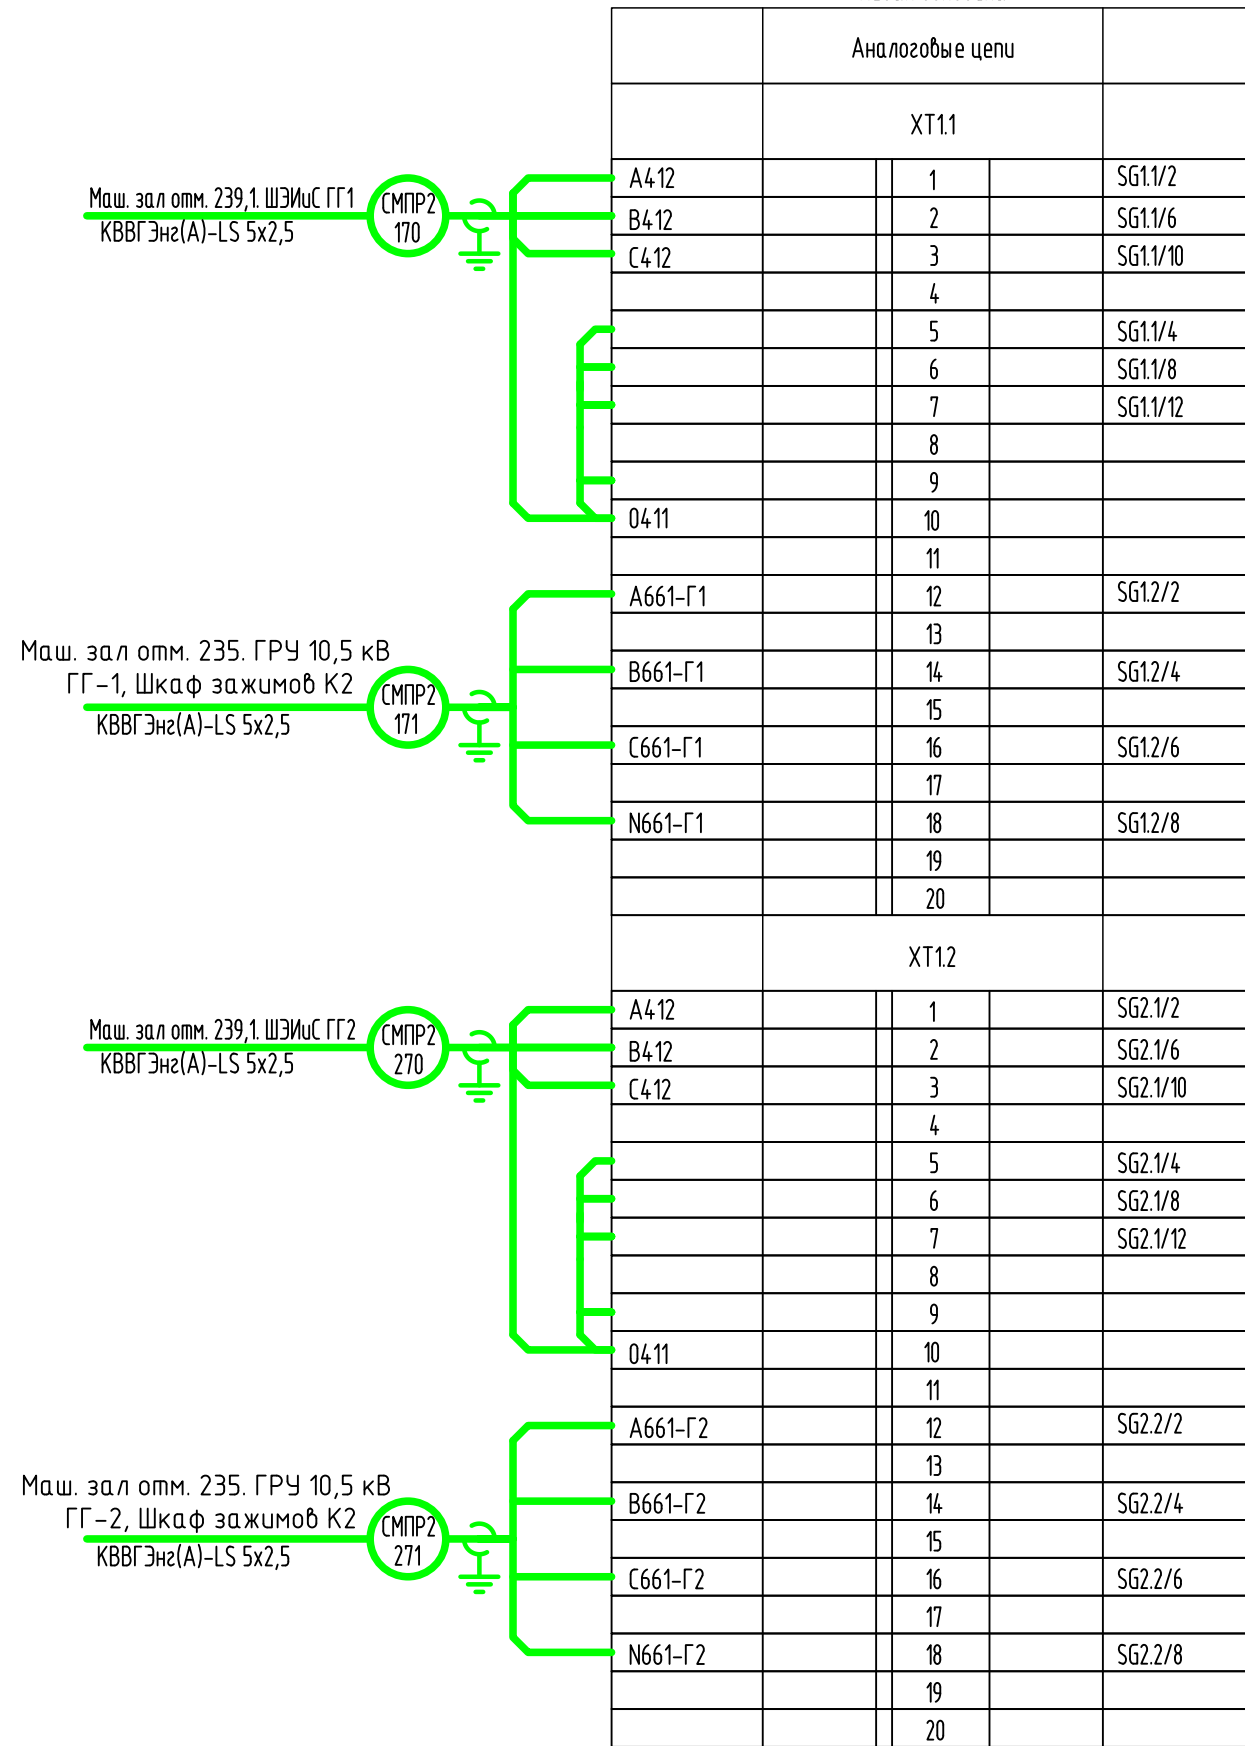 Аналоговые цепи
XT1.1
Маш. зал отм. 239,1. ШЭИиС ГГ1
КВВГЭнг(А)-LS 5x2,5
СМПР2
170
A412 1 SG1.1/2
B412 2 SG1.1/6
C412 3 SG1.1/10
4
5 SG1.1/4
6 SG1.1/8
7 SG1.1/12
8
9
0411 10
11
Маш. зал отм. 235. ГРУ 10,5 кВ
ГГ-1, Шкаф зажимов К2
КВВГЭнг(А)-LS 5x2,5
СМПР2
171
A661-Г1 12 SG1.2/2
13
B661-Г1 14 SG1.2/4
15
C661-Г1 16 SG1.2/6
17
N661-Г1 18 SG1.2/8
19
20
XT1.2
Маш. зал отм. 239,1. ШЭИиС ГГ2
КВВГЭнг(А)-LS 5x2,5
СМПР2
270
A412 1 SG2.1/2
B412 2 SG2.1/6
C412 3 SG2.1/10
4
5 SG2.1/4
6 SG2.1/8
7 SG2.1/12
8
9
0411 10
11
Маш. зал отм. 235. ГРУ 10,5 кВ
ГГ-2, Шкаф зажимов К2
КВВГЭнг(А)-LS 5x2,5
СМПР2
271
A661-Г2 12 SG2.2/2
13
B661-Г2 14 SG2.2/4
15
C661-Г2 16 SG2.2/6
17
N661-Г2 18 SG2.2/8
19
20